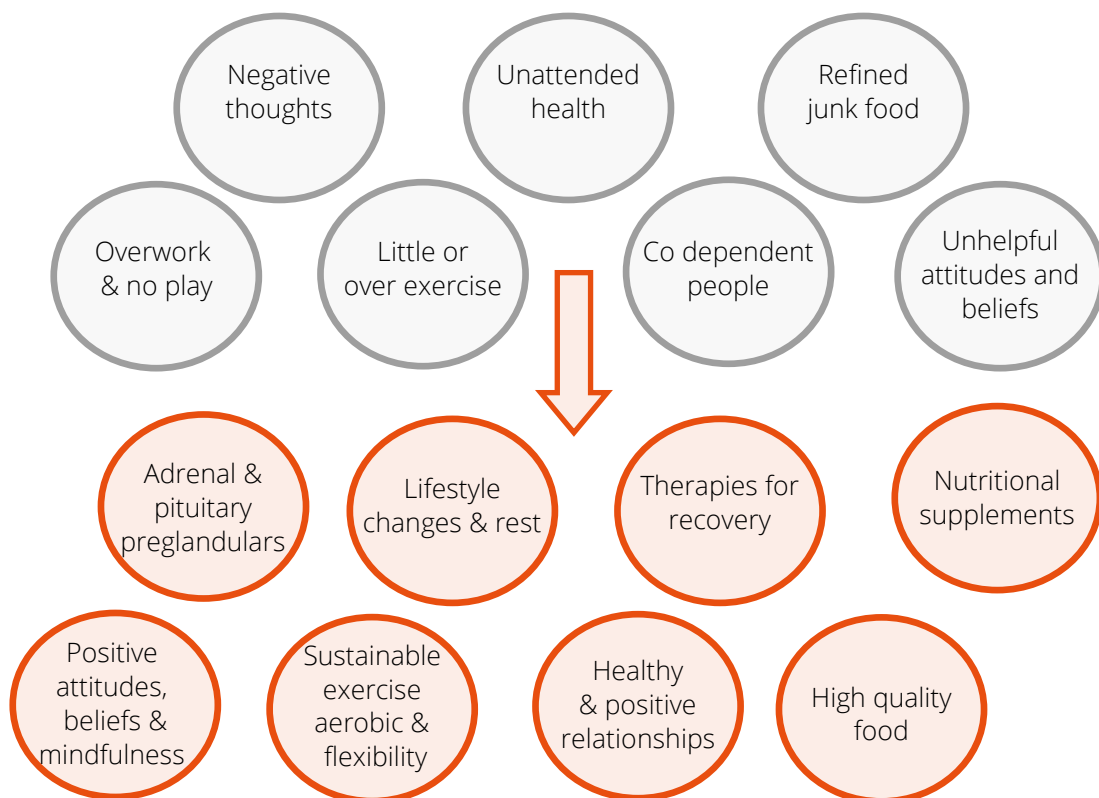 Negative
thoughts
Unattended
health
Refined
junk food
Overwork
& no play
Little or
over exercise
Co dependent
people
Unhelpful
attitudes and
beliefs
Adrenal &
pituitary
preglandulars
Lifestyle
changes & rest
Therapies for
recovery
Nutritional
supplements
Positive
attitudes,
beliefs &
mindfulness
Sustainable
exercise
aerobic &
flexibility
Healthy
& positive
relationships
High quality
food